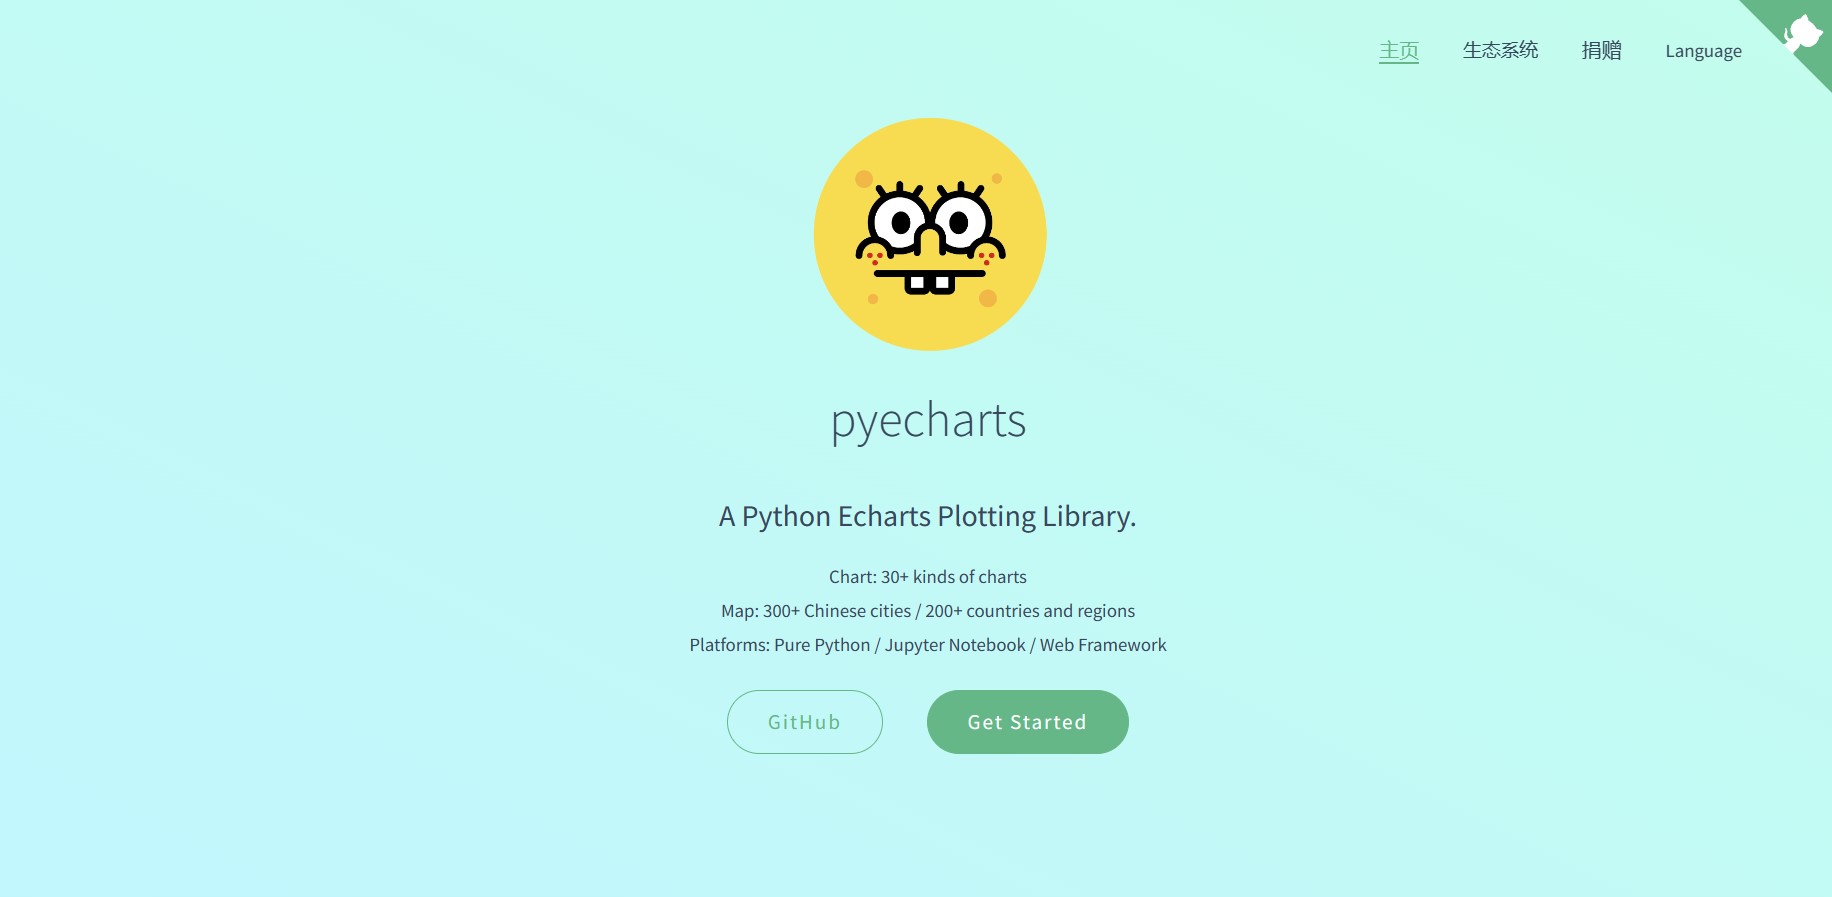 主页 生态系统 捐赠 Language
pyecharts
A Python Echarts Plotting Library.
Chart: 30+ kinds of charts
Map: 300+ Chinese cities / 200+ countries and regions
Platforms: Pure Python / Jupyter Notebook / Web Framework
GitHub Get Started